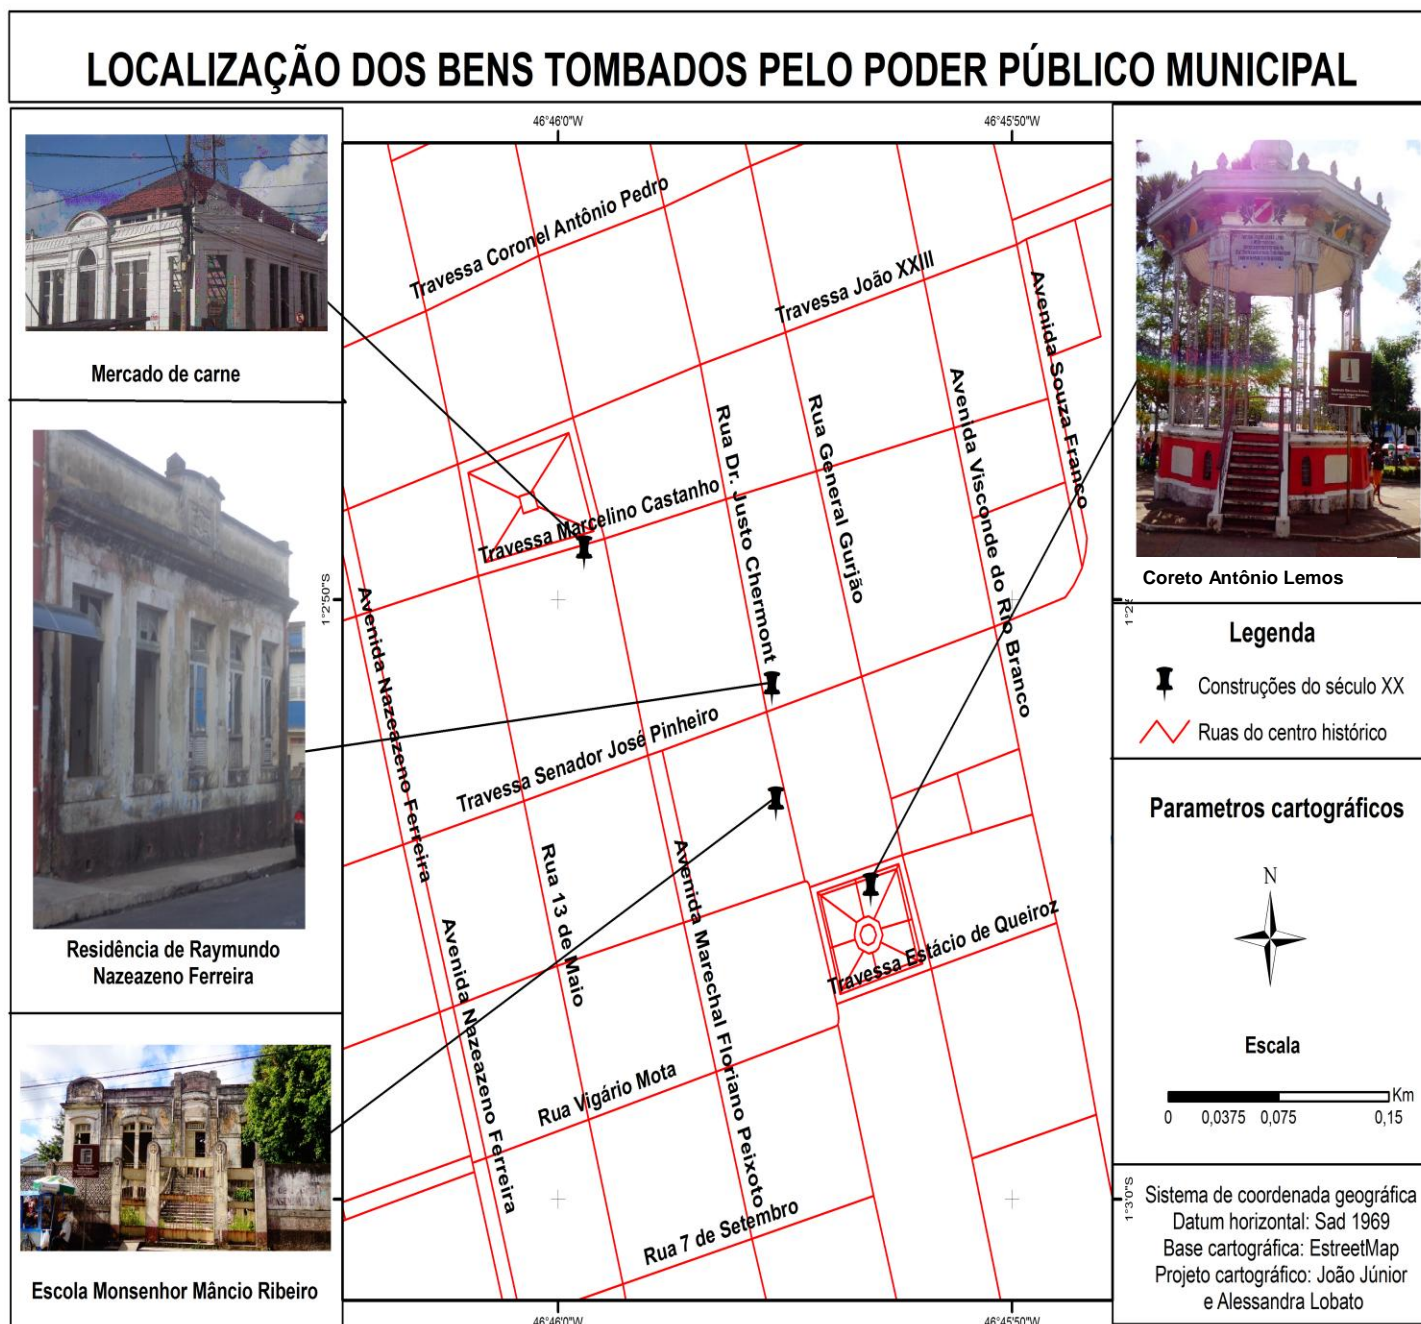 LOCALIZAÇÃO DOS BENS TOMBADOS PELO PODER PÚBLICO MUNICIPAL
46°46'0"W
46°45'50"W
Mercado de carne
Residência de Raymundo
Nazeazeno Ferreira
Escola Monsenhor Mâncio Ribeiro
1°2'50"S
Travessa Coronel Antônio Pedro
Travessa João XXIII
Avenida Souza Franco
Avenida Visconde do Rio Branco
Rua General Gurjão
Rua Dr. Justo Chermont
Travessa Marcelino Castanho
Avenida Nazeazeno Ferreira
Travessa Senador José Pinheiro
Rua 13 de Maio
Avenida Marechal Floriano Peixoto
Travessa Estácio de Queiroz
Avenida Nazeazeno Ferreira
Rua Vigário Mota
Rua 7 de Setembro
46°46'0"W
46°45'50"W
1°3'0"S
Coreto Antônio Lemos
Legenda
Construções do século XX
Ruas do centro histórico
Parametros cartográficos
N
Escala
Km
0 0,0375 0,075 0,15
Sistema de coordenada geográfica
Datum horizontal: Sad 1969
Base cartográfica: EstreetMap
Projeto cartográfico: João Júnior
e Alessandra Lobato